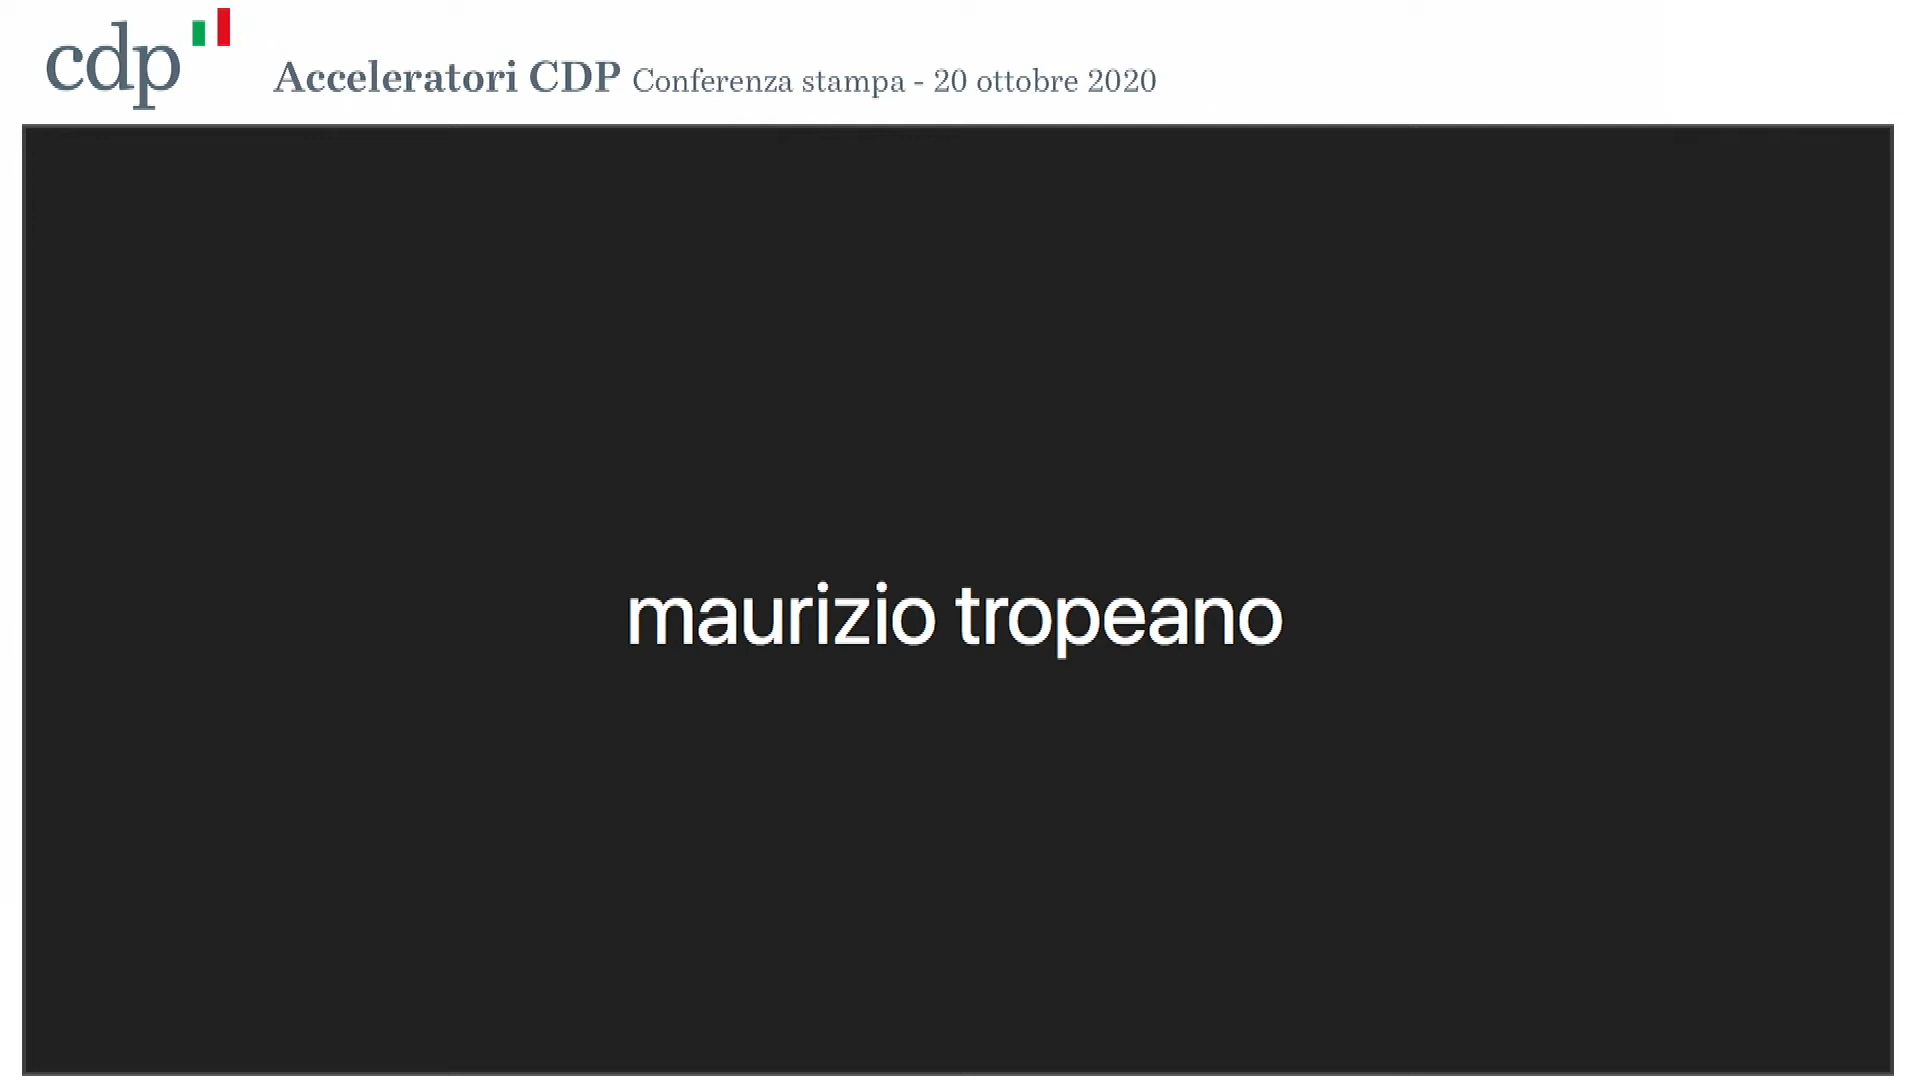 cdp
Acceleratori CDP Conferenza stampa - 20 ottobre 2020
maurizio tropeano